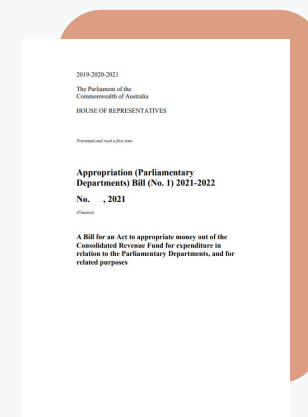 2019-2020-2021
The Parliament of the
Commonwealth of Australia
HOUSE OF REPRESENTATIVES
Presented and read a first time
Appropriation (Parliamentary
Departments) Bill (No. 1) 2021-2022
No.    , 2021
(Finance)
A Bill for an Act to appropriate money out of the
Consolidated Revenue Fund for expenditure in
relation to the Parliamentary Departments, and for
related purposes